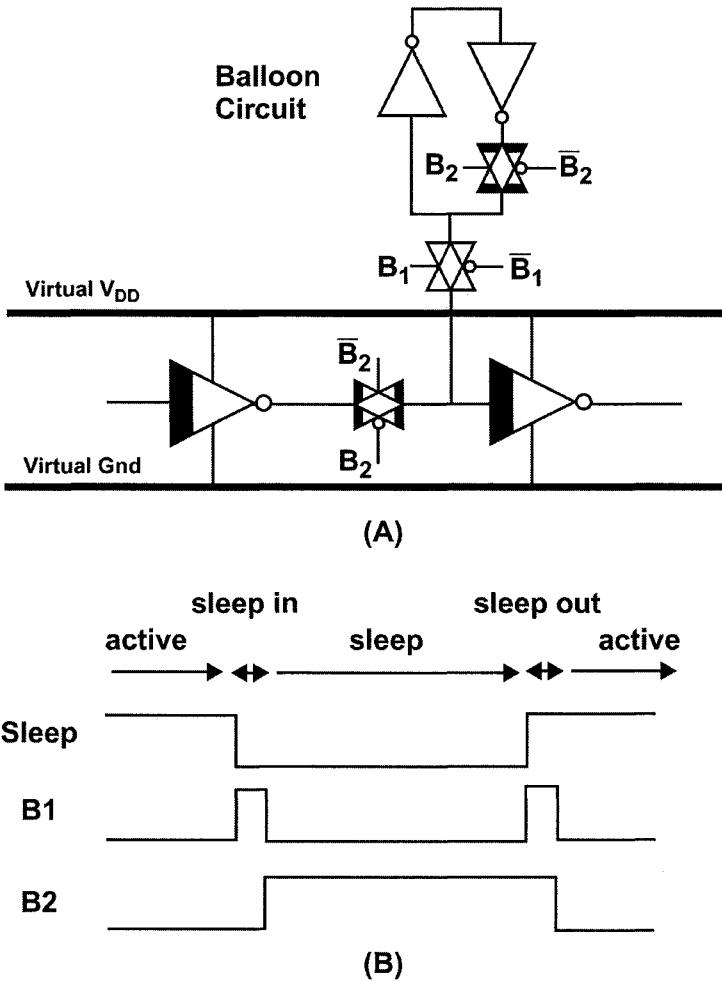 Balloon
Circuit
B₂ B̅₂
B₁ B̅₁
Virtual V_DD
B̅₂
B₂
Virtual Gnd
(A)
sleep in sleep out
active sleep active
Sleep
B1
B2
(B)